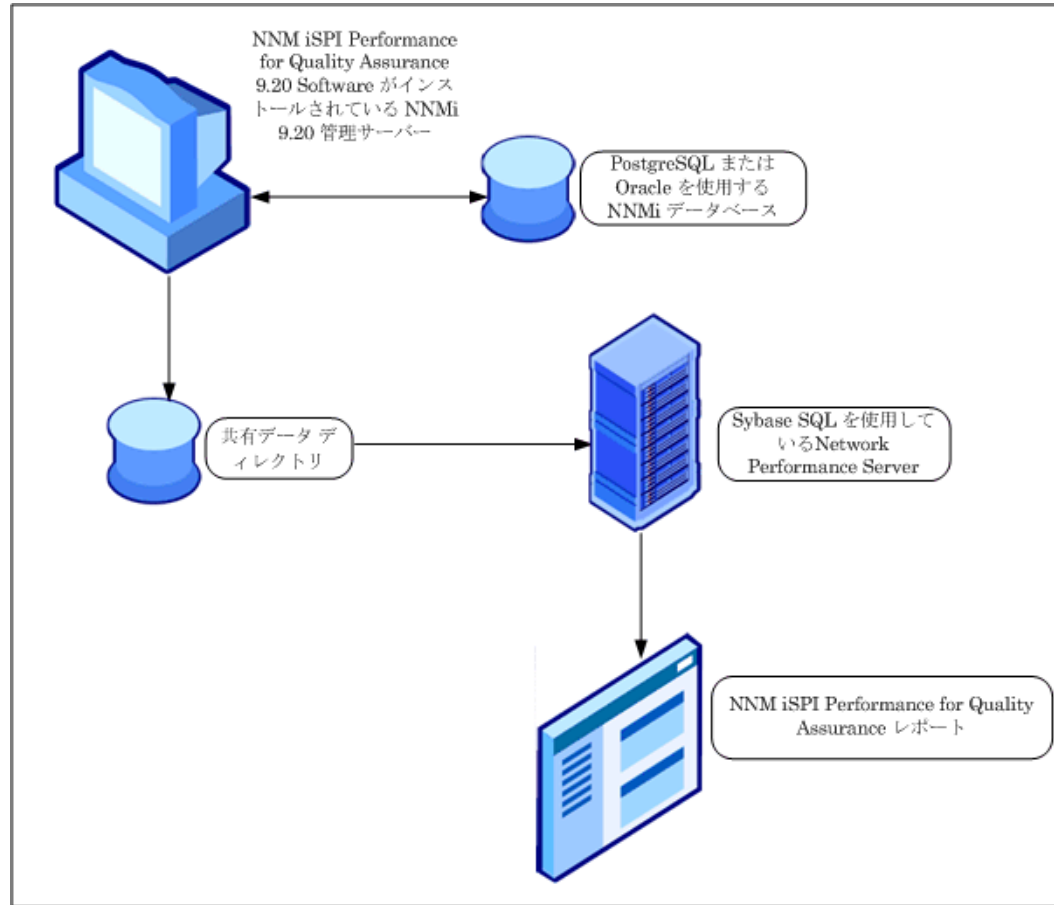 NNM iSPI Performance
for Quality Assurance
9.20 Software がインス
トールされている NNMi
9.20 管理サーバー
PostgreSQL または
Oracle を使用する
NNMi データベース
共有データ デ
ィレクトリ
Sybase SQL を使用して
いるNetwork
Performance Server
NNM iSPI Performance for Quality
Assurance レポート